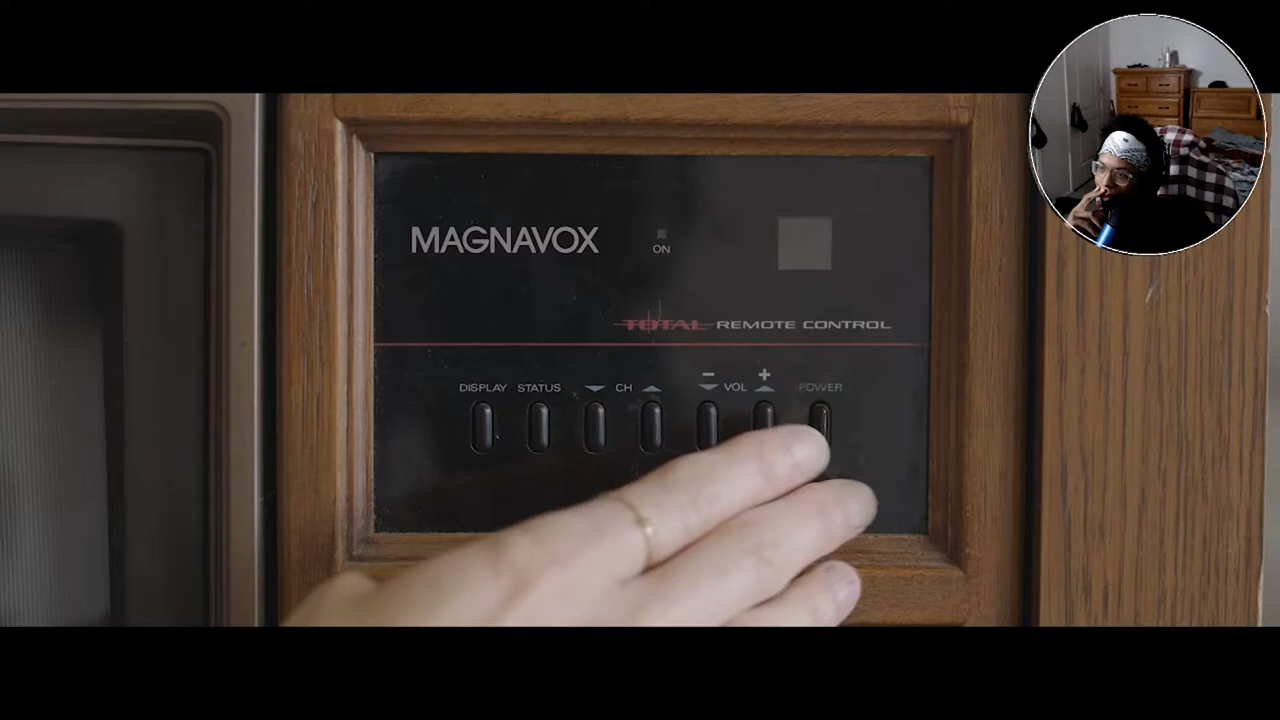 MAGNAVOX
ON
TOTAL REMOTE CONTROL
− +
DISPLAY STATUS CH VOL POWER